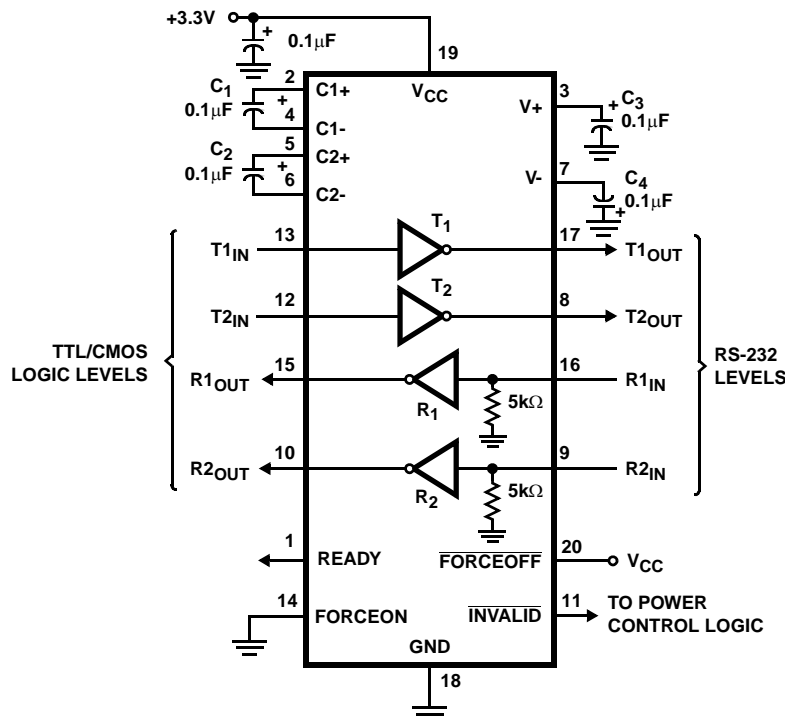 +3.3V
+
0.1μF
19
VCC
2
C1+
C1
0.1μF
+
4
C1-
5
C2+
C2
0.1μF
+
6
C2-
3
V+
+
C3
0.1μF
7
V-
C4
0.1μF
+
T1IN
13
T1
17
T1OUT
T2IN
12
T2
8
T2OUT
TTL/CMOS
LOGIC LEVELS
RS-232
LEVELS
R1OUT
15
R1
5kΩ
16
R1IN
R2OUT
10
R2
5kΩ
9
R2IN
1
READY
FORCEOFF
20
VCC
14
FORCEON
INVALID
11
TO POWER
CONTROL LOGIC
GND
18